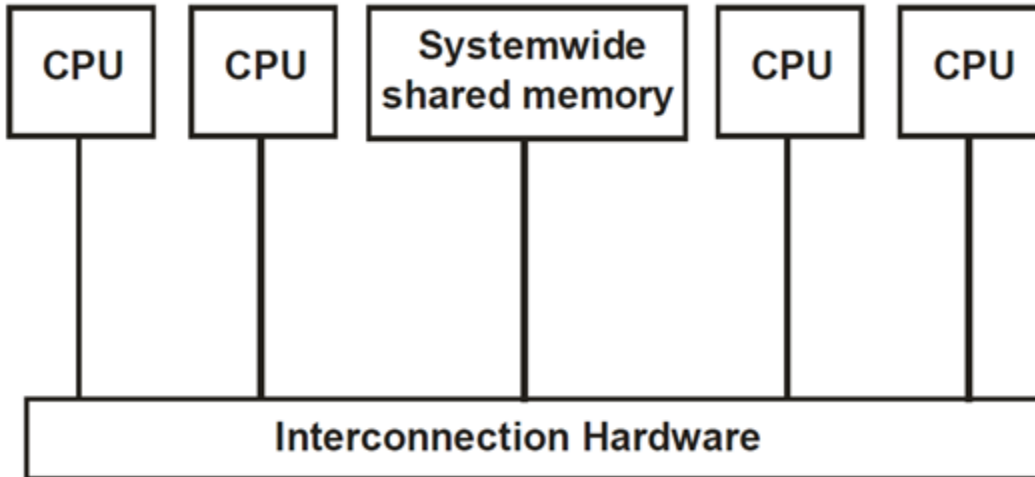 CPU
CPU
Systemwide
shared memory
CPU
CPU
Interconnection Hardware